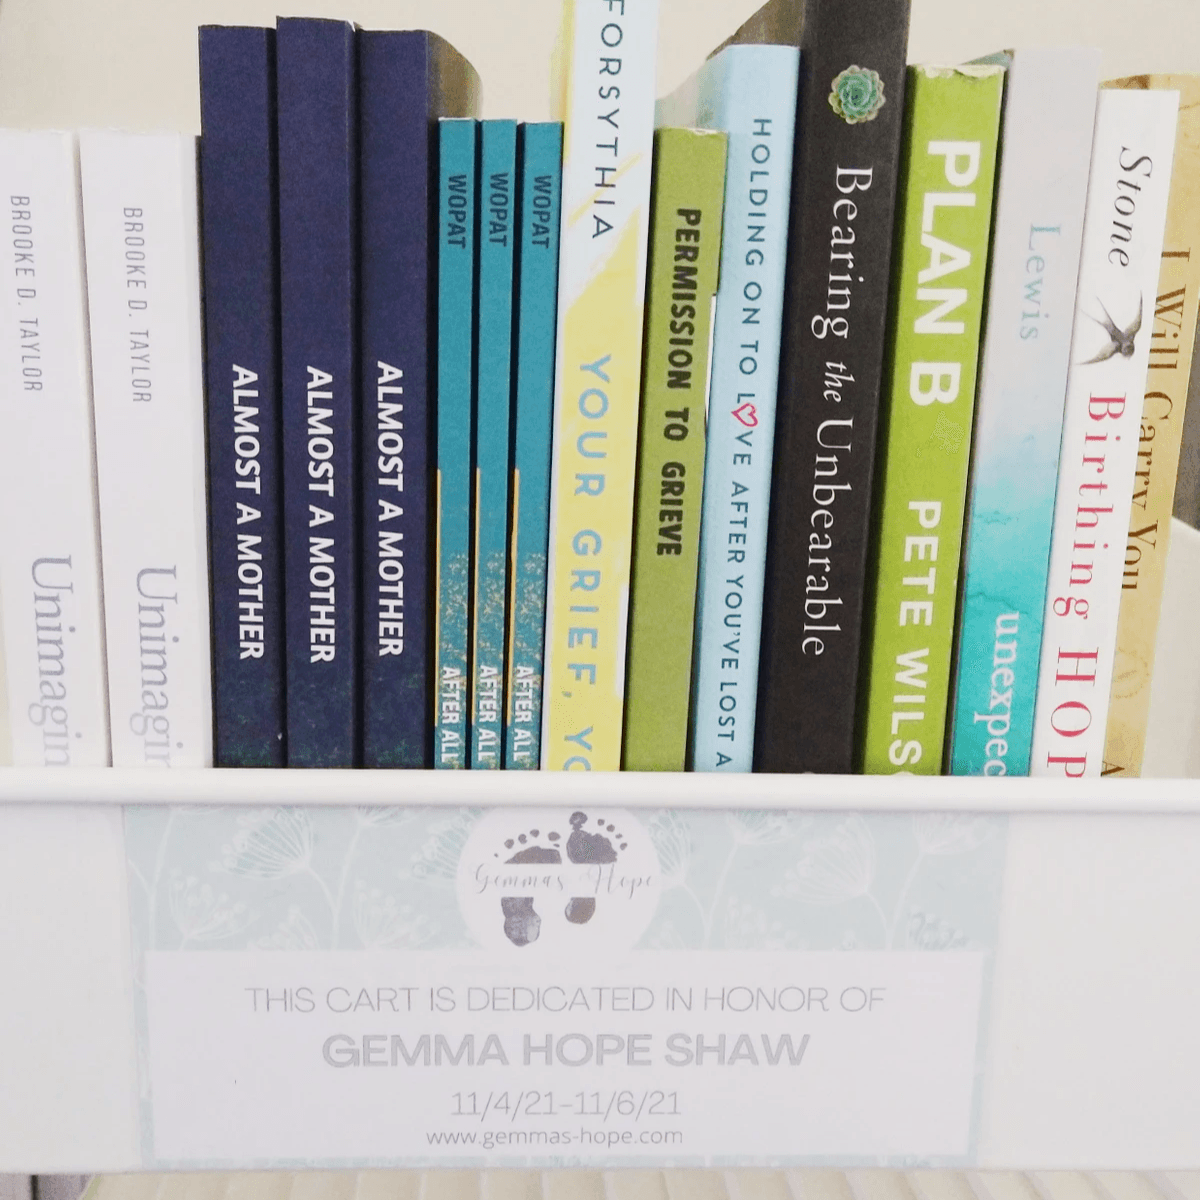 BROOKE D. TAYLOR
Unimagin
BROOKE D. TAYLOR
Unimagin
ALMOST A MOTHER
ALMOST A MOTHER
ALMOST A MOTHER
WOPAT
AFTER ALL
WOPAT
AFTER ALL
WOPAT
AFTER ALL
FORSYTHIA
YOUR GRIEF, YO
PERMISSION TO GRIEVE
HOLDING ON TO LOVE AFTER YOU'VE LOST A
Bearing the Unbearable
PLAN B
PETE WILS
Lewis
unexpec
Stone
Birthing HOP
I Will Carry You
A
Gemmas Hope
THIS CART IS DEDICATED IN HONOR OF
GEMMA HOPE SHAW
11/4/21-11/6/21
www.gemmas-hope.com